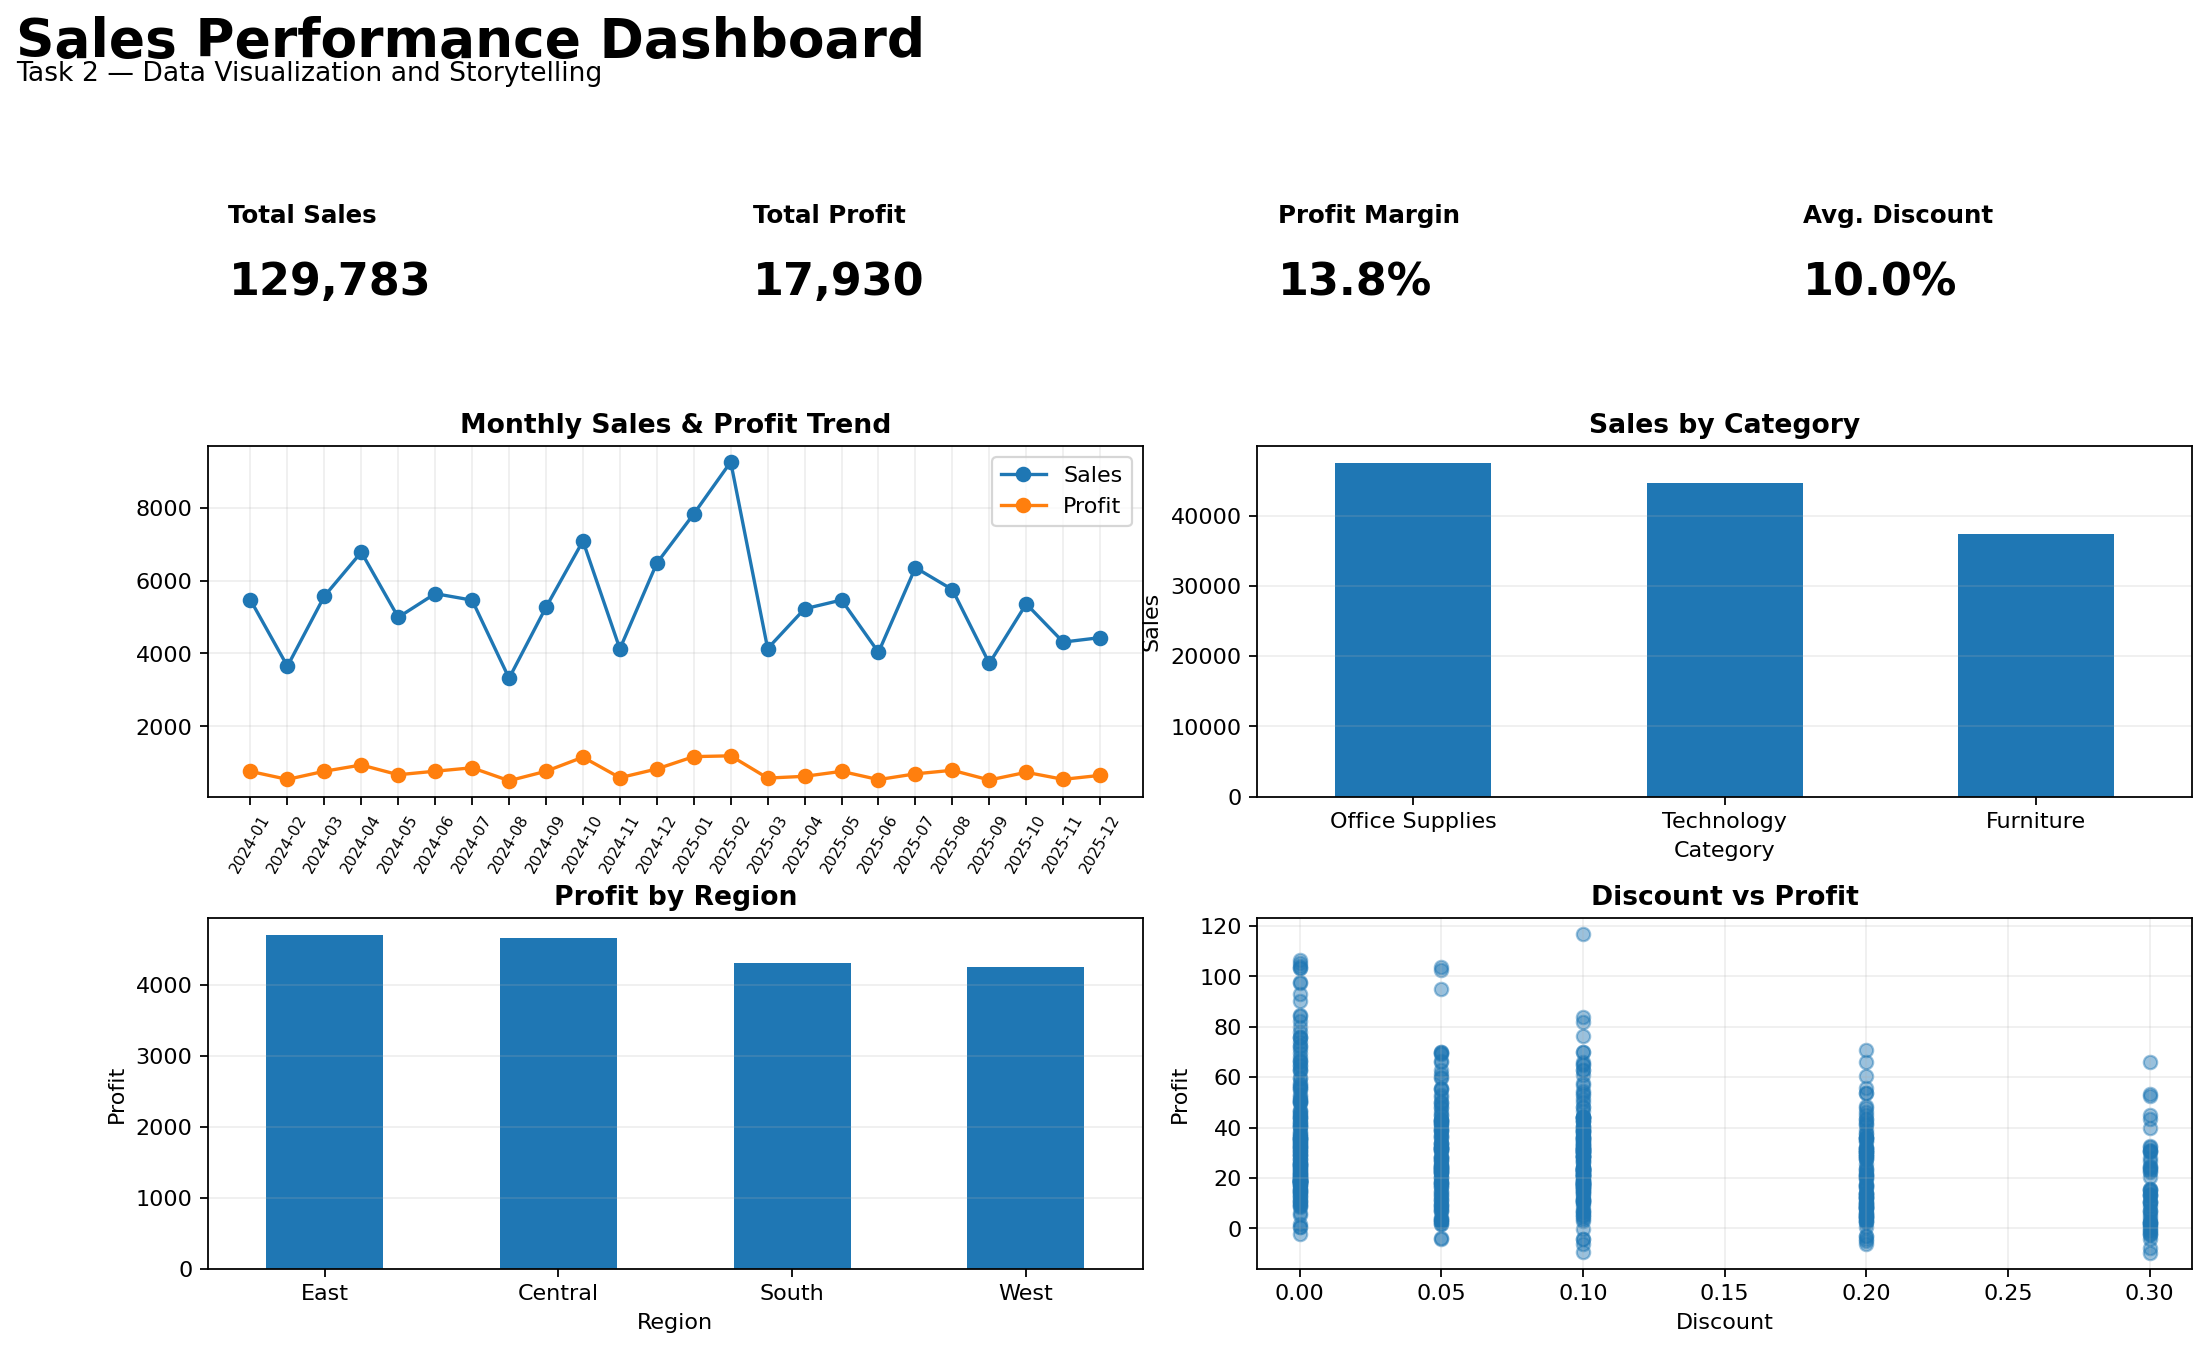 Sales Performance Dashboard
Task 2 — Data Visualization and Storytelling
Total Sales
Total Profit
Profit Margin
Avg. Discount
129,783
17,930
13.8%
10.0%
Monthly Sales & Profit Trend
Sales
Profit
8000
6000
4000
2000
2024-01
2024-02
2024-03
2024-04
2024-05
2024-06
2024-07
2024-08
2024-09
2024-10
2024-11
2024-12
2025-01
2025-02
2025-03
2025-04
2025-05
2025-06
2025-07
2025-08
2025-09
2025-10
2025-11
2025-12
Sales by Category
Sales
40000
30000
20000
10000
0
Office Supplies
Technology
Furniture
Category
Profit by Region
Profit
4000
3000
2000
1000
0
East
Central
South
West
Region
Discount vs Profit
Profit
120
100
80
60
40
20
0
0.00
0.05
0.10
0.15
0.20
0.25
0.30
Discount